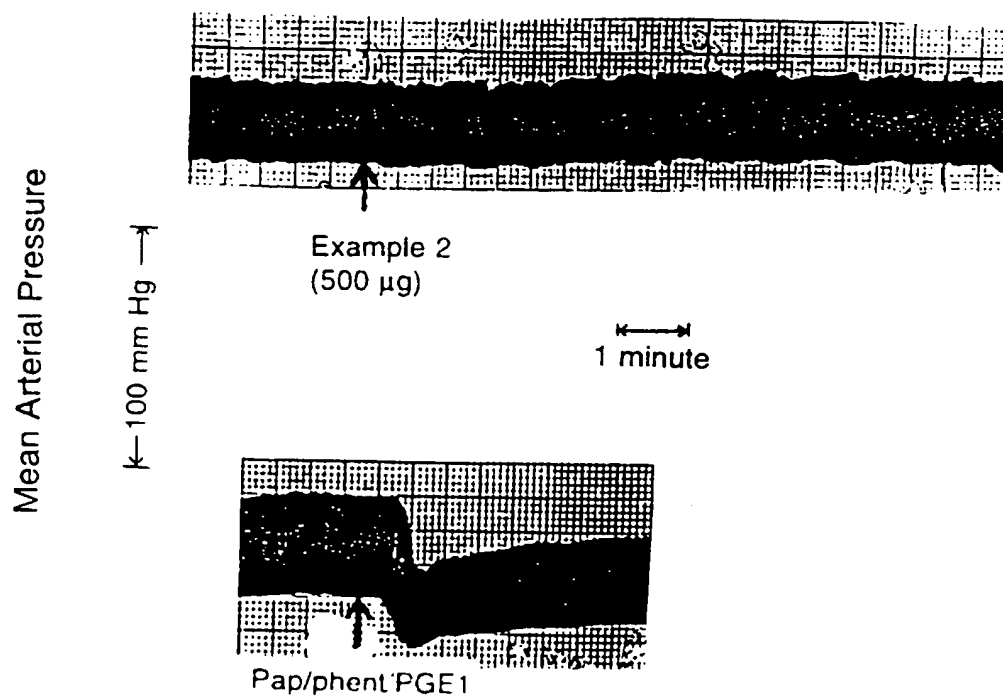 Mean Arterial Pressure
100 mm Hg
Example 2
(500 µg)
1 minute
Pap/phent/PGE1